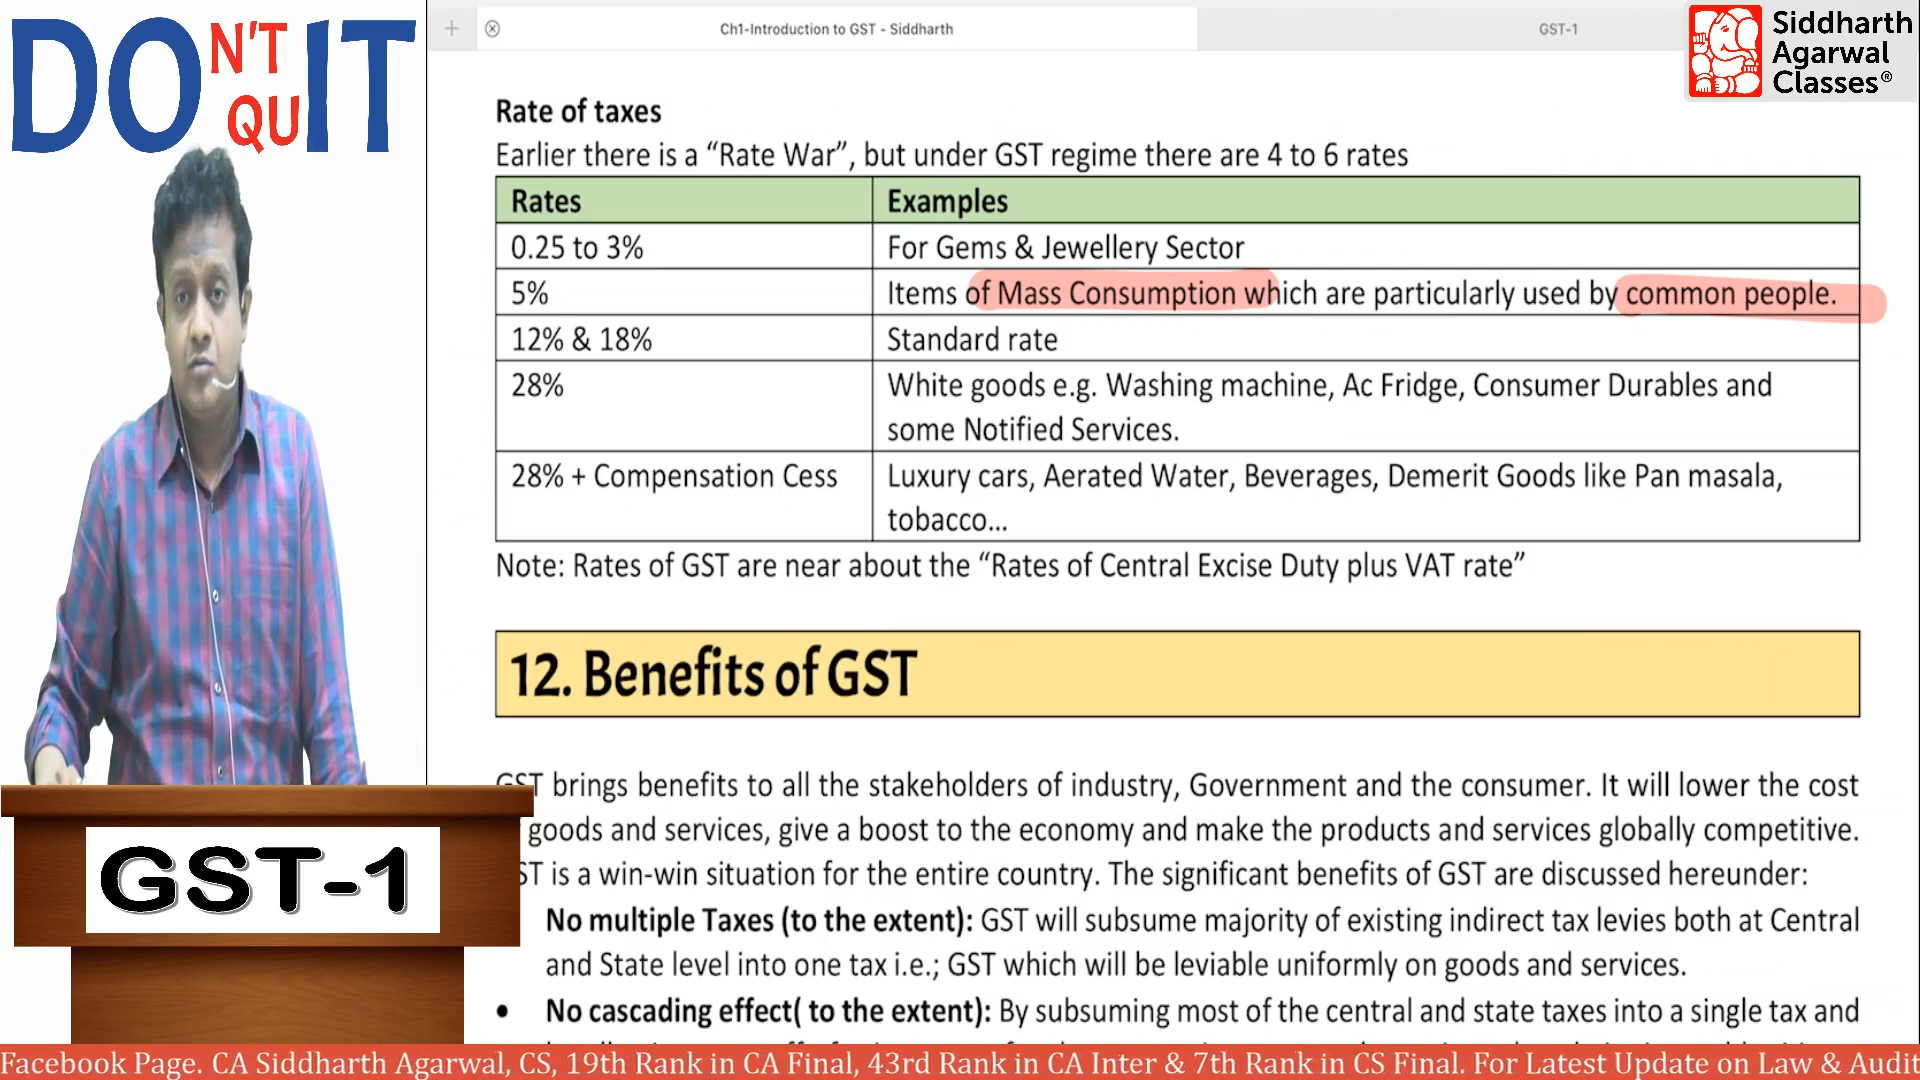 DON'T QUIT
Ch1-Introduction to GST - Siddharth
GST-1
Siddharth
Agarwal
Classes®
Rate of taxes
Earlier there is a “Rate War”, but under GST regime there are 4 to 6 rates
Rates Examples
0.25 to 3% For Gems & Jewellery Sector
5% Items of Mass Consumption which are particularly used by common people.
12% & 18% Standard rate
28% White goods e.g. Washing machine, Ac Fridge, Consumer Durables and
some Notified Services.
28% + Compensation Cess Luxury cars, Aerated Water, Beverages, Demerit Goods like Pan masala,
tobacco...
Note: Rates of GST are near about the “Rates of Central Excise Duty plus VAT rate”
12. Benefits of GST
GST brings benefits to all the stakeholders of industry, Government and the consumer. It will lower the cost
goods and services, give a boost to the economy and make the products and services globally competitive.
ST is a win-win situation for the entire country. The significant benefits of GST are discussed hereunder:
No multiple Taxes (to the extent): GST will subsume majority of existing indirect tax levies both at Central
and State level into one tax i.e.; GST which will be leviable uniformly on goods and services.
• No cascading effect( to the extent): By subsuming most of the central and state taxes into a single tax and
GST-1
Facebook Page. CA Siddharth Agarwal, CS, 19th Rank in CA Final, 43rd Rank in CA Inter & 7th Rank in CS Final. For Latest Update on Law & Audit